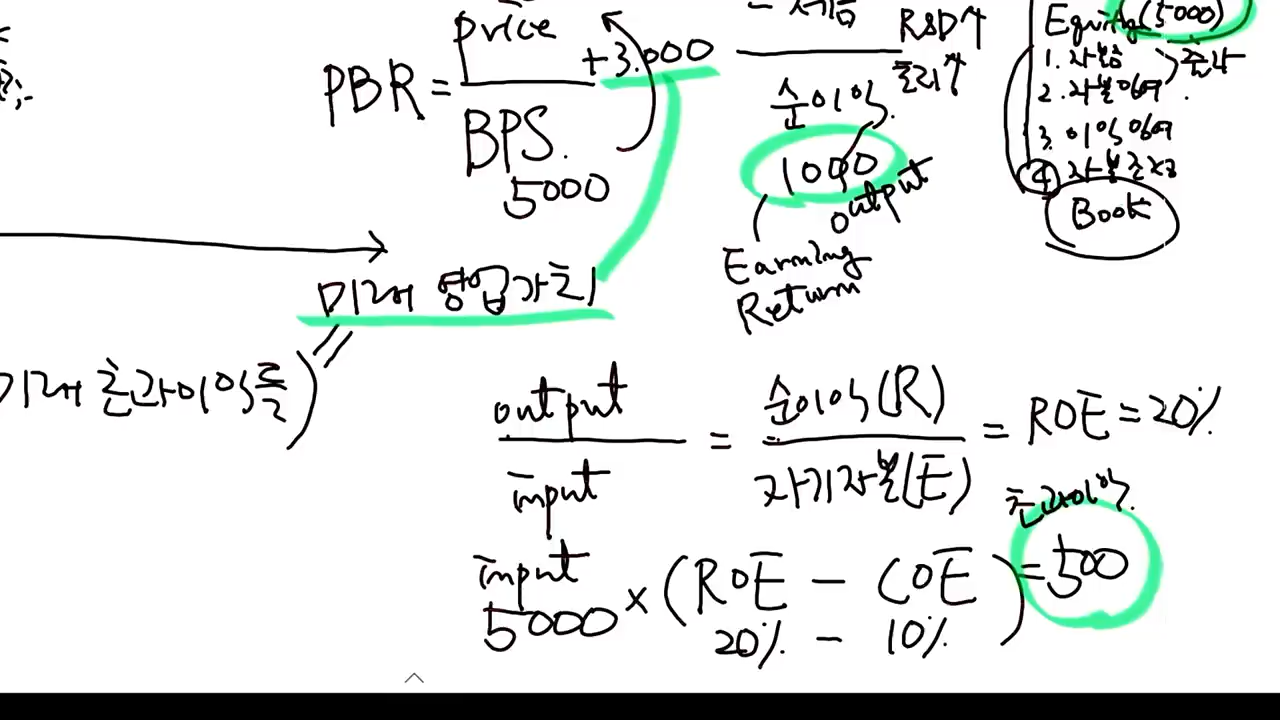 price
PBR =
BPS.
5000
+3.000
- 세금
R&D↑
순이익
1000
output
Earning
Return
Equity (5000)
1. 자본금
2. 자본잉여
3. 이익잉여
4. 자본조정
Book
미래 영업가치
미래 초과이익
output
input
= 순이익(R)
자기자본(E)
= ROE = 20%
초과이익
input
5000 × (ROE - COE) = 500
20% - 10%